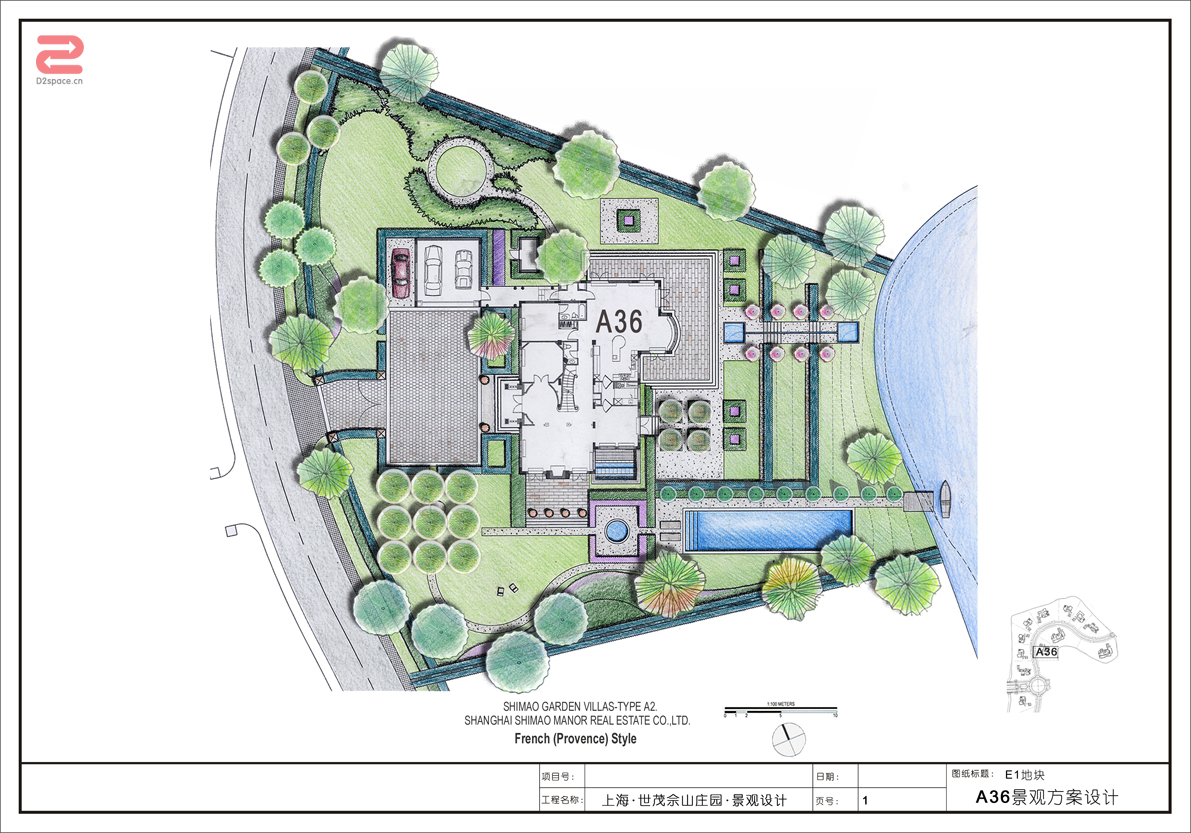 D2space.cn
A36
A36
SHIMAO GARDEN VILLAS-TYPE A2.
SHANGHAI SHIMAO MANOR REAL ESTATE CO.,LTD.
French (Provence) Style
1:100 METERS
0 1 2 5 10
项目号:
日期:
图纸标题: E1地块
工程名称: 上海·世茂佘山庄园·景观设计
页号: 1
A36景观方案设计